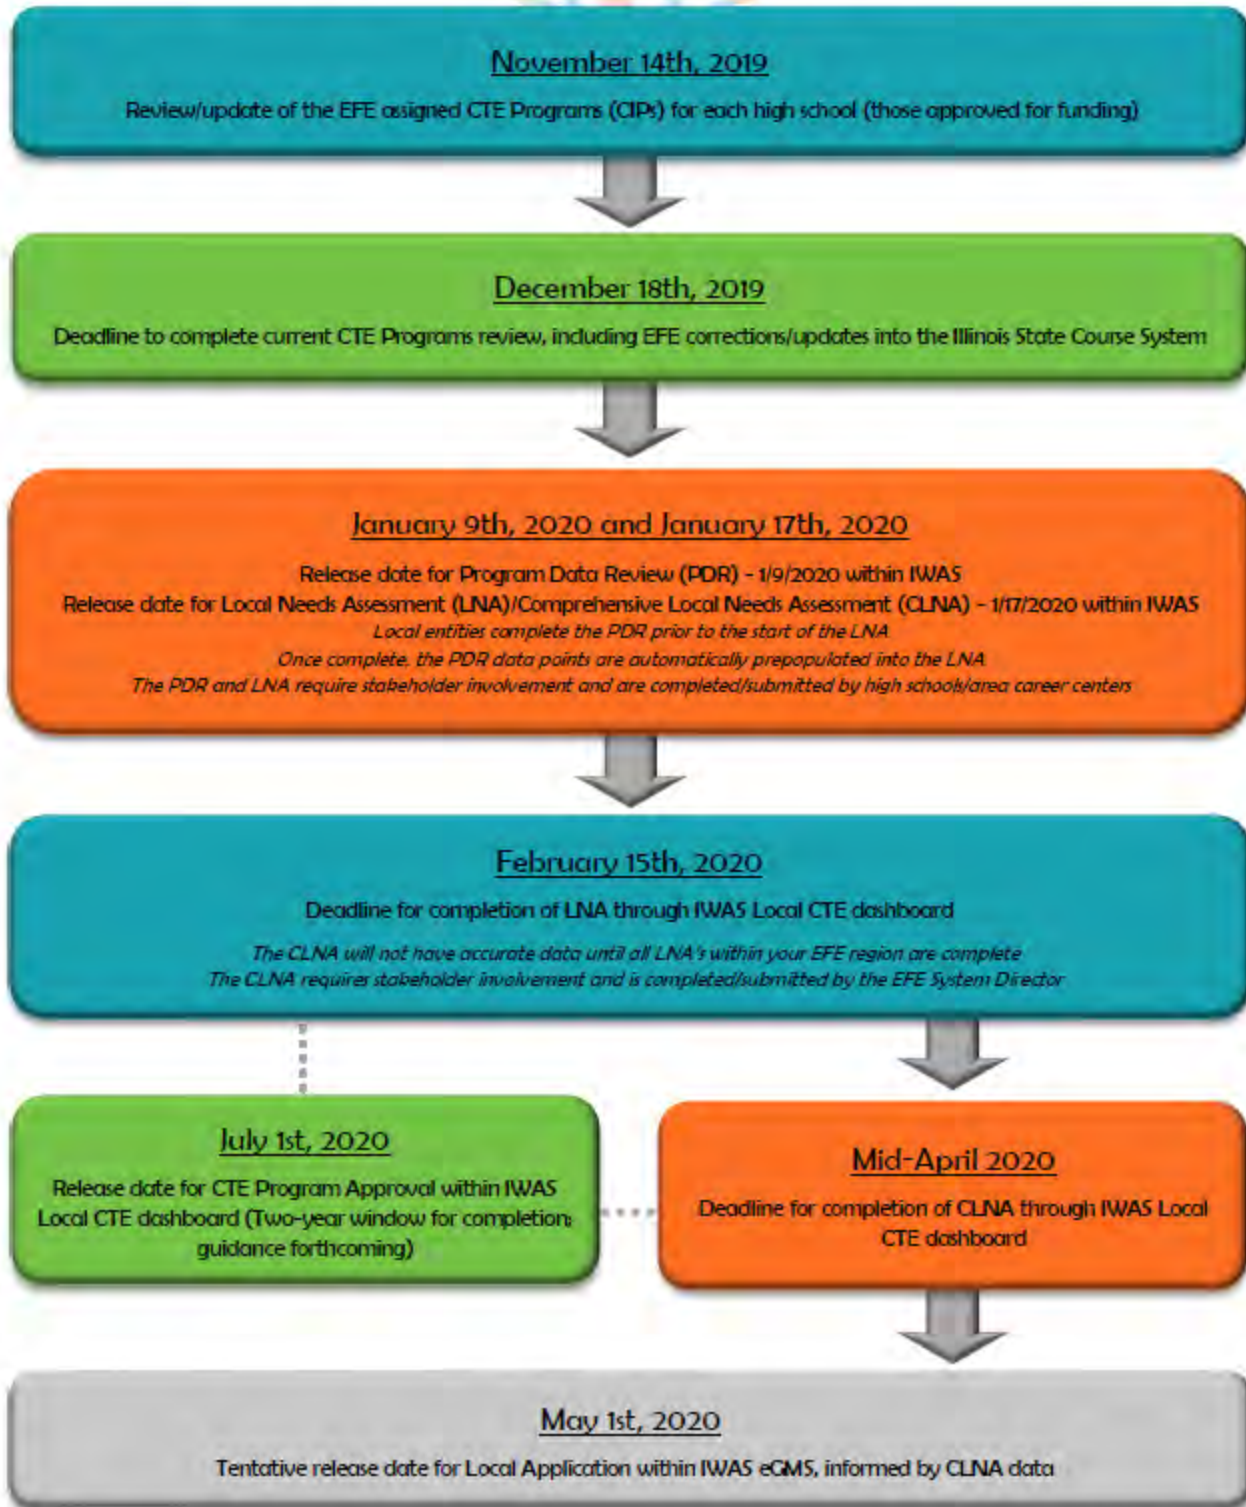 November 14th, 2019
Review/update of the EFE assigned CTE Programs (CIPs) for each high school (those approved for funding)
December 18th, 2019
Deadline to complete current CTE Programs review, including EFE corrections/updates into the Illinois State Course System
January 9th, 2020 and January 17th, 2020
Release date for Program Data Review (PDR) - 1/9/2020 within IWAS
Release date for Local Needs Assessment (LNA)/Comprehensive Local Needs Assessment (CLNA) - 1/17/2020 within IWAS
Local entities complete the PDR prior to the start of the LNA
Once complete, the PDR data points are automatically prepopulated into the LNA
The PDR and LNA require stakeholder involvement and are completed/submitted by high schools/area career centers
February 15th, 2020
Deadline for completion of LNA through IWAS Local CTE dashboard
The CLNA will not have accurate data until all LNA's within your EFE region are complete
The CLNA requires stakeholder involvement and is completed/submitted by the EFE System Director
July 1st, 2020
Release date for CTE Program Approval within IWAS
Local CTE dashboard (Two-year window for completion;
guidance forthcoming)
Mid-April 2020
Deadline for completion of CLNA through IWAS Local
CTE dashboard
May 1st, 2020
Tentative release date for Local Application within IWAS eGMS, informed by CLNA data